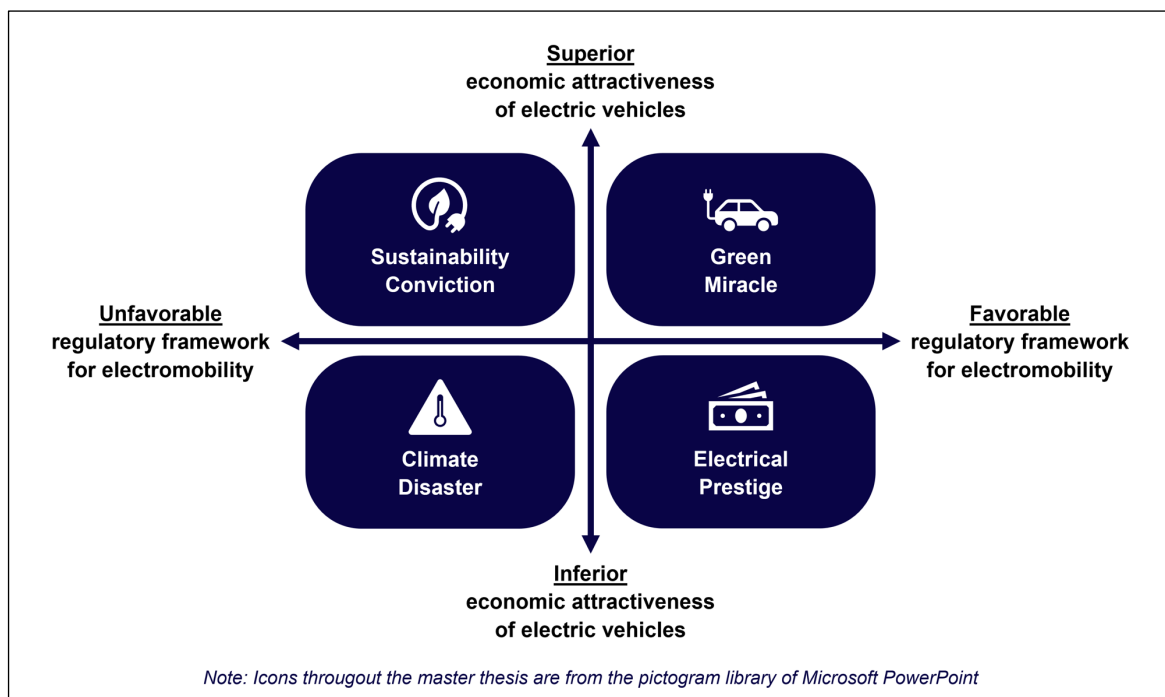 Superior
economic attractiveness
of electric vehicles
Sustainability
Conviction
Green
Miracle
Unfavorable
regulatory framework
for electromobility
Favorable
regulatory framework
for electromobility
Climate
Disaster
Electrical
Prestige
Inferior
economic attractiveness
of electric vehicles
Note: Icons througout the master thesis are from the pictogram library of Microsoft PowerPoint